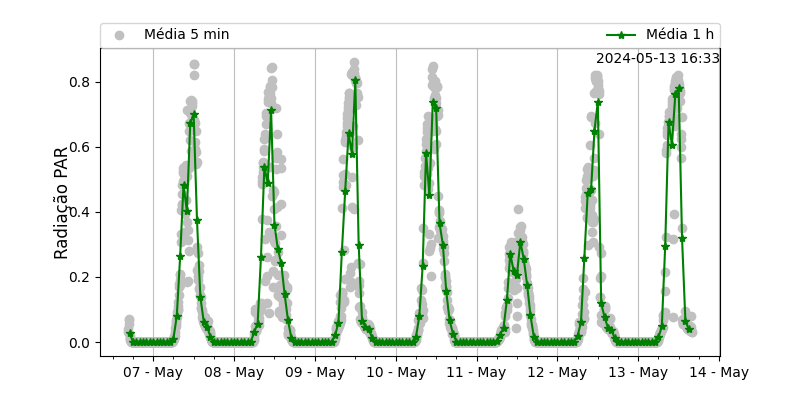 Média 5 min
Média 1 h
2024-05-13 16:33
Radiação PAR
0.8
0.6
0.4
0.2
0.0
07 - May
08 - May
09 - May
10 - May
11 - May
12 - May
13 - May
14 - May